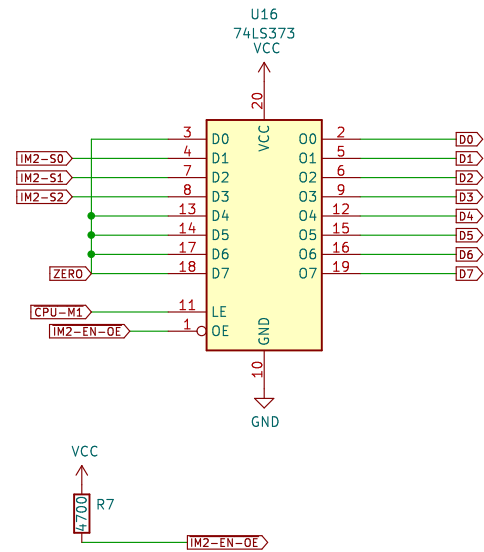 U16
74LS373
VCC
20
VCC
3 D0 O0 2 D0
IM2-S0 4 D1 O1 5 D1
IM2-S1 7 D2 O2 6 D2
IM2-S2 8 D3 O3 9 D3
13 D4 O4 12 D4
14 D5 O5 15 D5
17 D6 O6 16 D6
ZERO 18 D7 O7 19 D7
CPU-M1 11 LE
IM2-EN-OE 1 OE
GND
10
GND
VCC
4700 R7
IM2-EN-OE